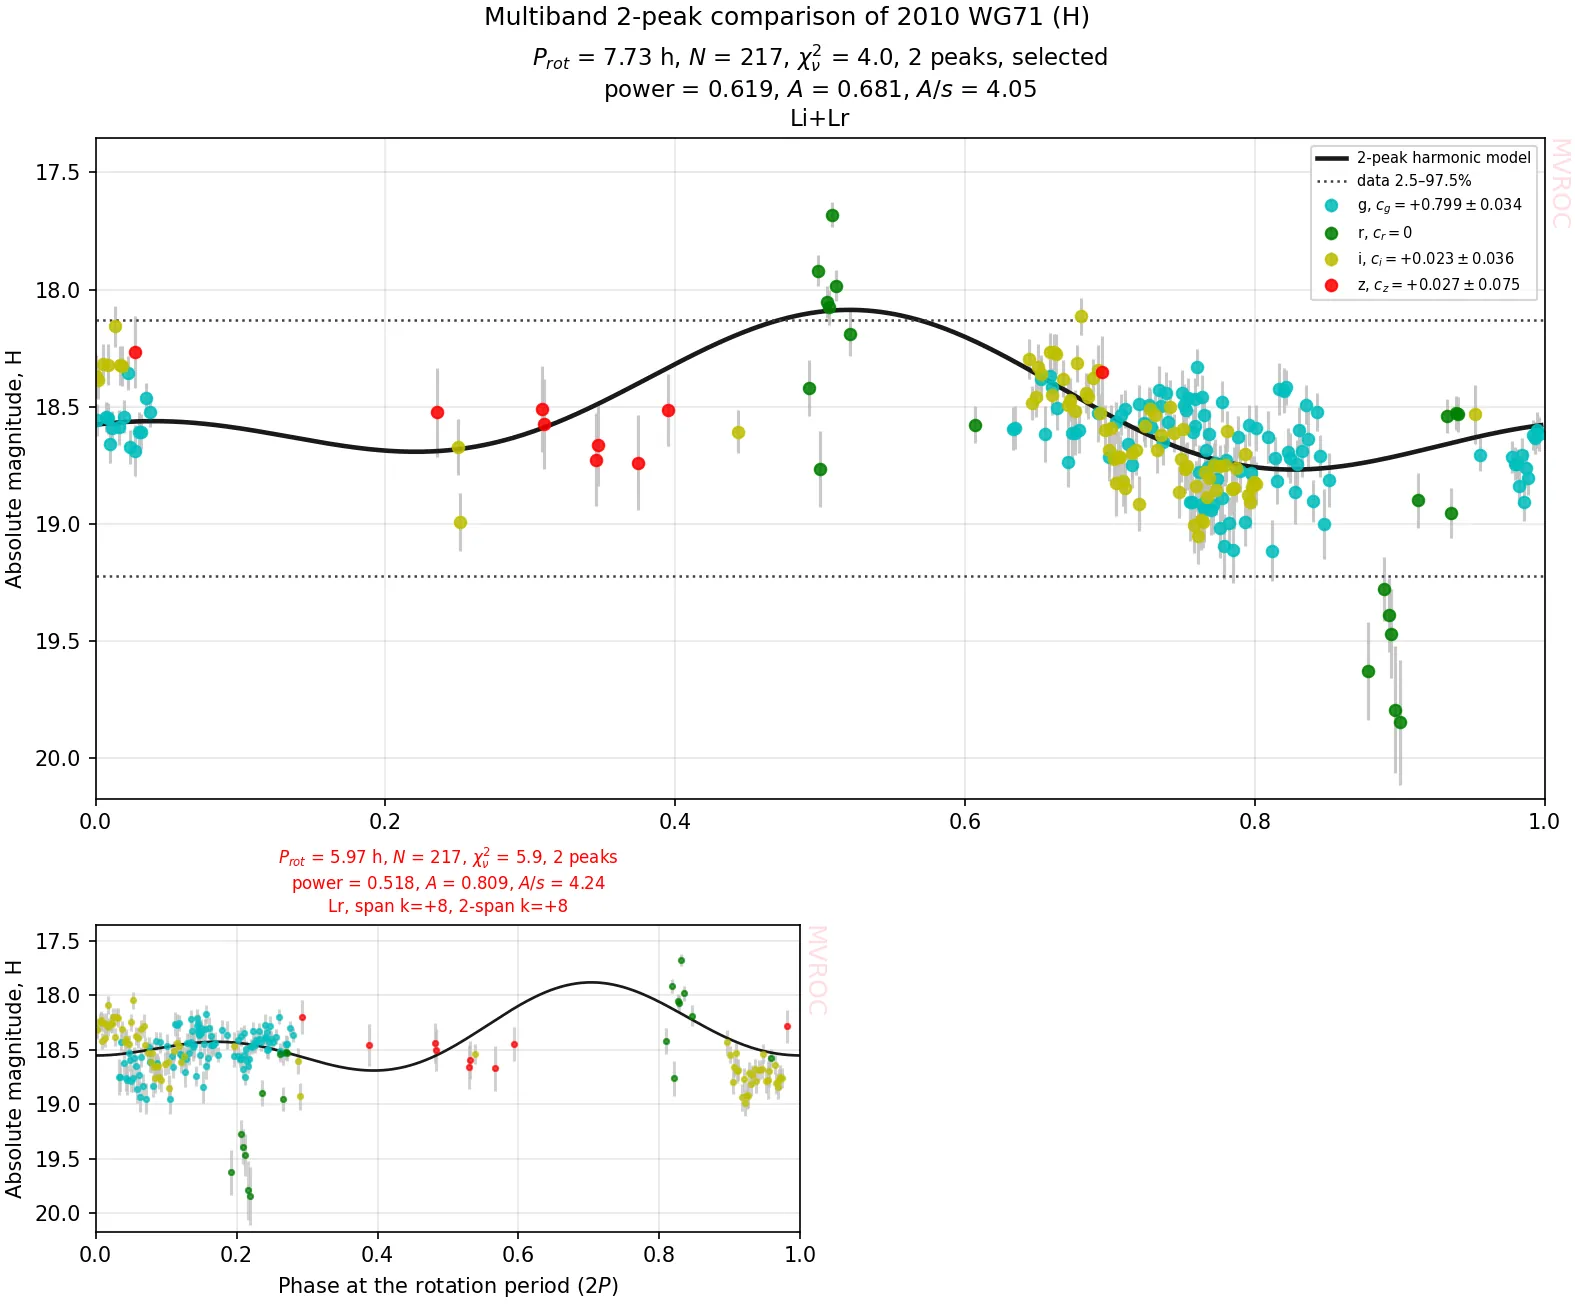 Multiband 2-peak comparison of 2010 WG71 (H)
P_rot = 7.73 h, N = 217, χ²_ν = 4.0, 2 peaks, selected
power = 0.619, A = 0.681, A/s = 4.05
Li+Lr
MVROC
2-peak harmonic model
data 2.5–97.5%
g, c_g = +0.799 ± 0.034
r, c_r = 0
i, c_i = +0.023 ± 0.036
z, c_z = +0.027 ± 0.075
Absolute magnitude, H
17.5
18.0
18.5
19.0
19.5
20.0
0.0 0.2 0.4 0.6 0.8 1.0
P_rot = 5.97 h, N = 217, χ²_ν = 5.9, 2 peaks
power = 0.518, A = 0.809, A/s = 4.24
Lr, span k=+8, 2-span k=+8
MVROC
Absolute magnitude, H
17.5
18.0
18.5
19.0
19.5
20.0
0.0 0.2 0.4 0.6 0.8 1.0
Phase at the rotation period (2P)